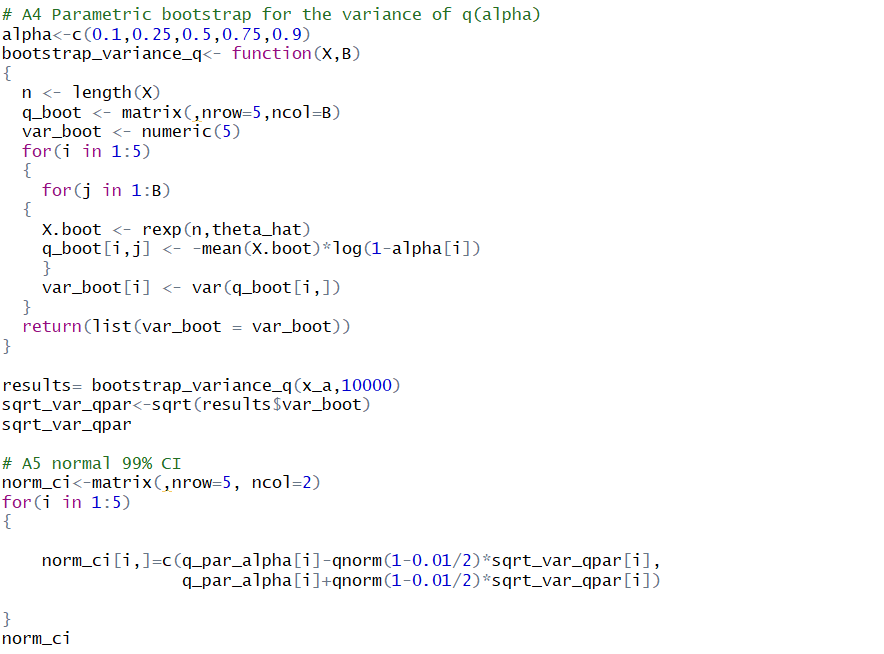 # A4 Parametric bootstrap for the variance of q(alpha)
alpha<-c(0.1,0.25,0.5,0.75,0.9)
bootstrap_variance_q<- function(X,B)
{
  n <- length(X)
  q_boot <- matrix(,nrow=5,ncol=B)
  var_boot <- numeric(5)
  for(i in 1:5)
  {
    for(j in 1:B)
  {
    X.boot <- rexp(n,theta_hat)
    q_boot[i,j] <- -mean(X.boot)*log(1-alpha[i])
    }
    var_boot[i] <- var(q_boot[i,])
  }
  return(list(var_boot = var_boot))
}
results= bootstrap_variance_q(x_a,10000)
sqrt_var_qpar<-sqrt(results$var_boot)
sqrt_var_qpar
# A5 normal 99% CI
norm_ci<-matrix(,nrow=5, ncol=2)
for(i in 1:5)
{
    norm_ci[i,]=c(q_par_alpha[i]-qnorm(1-0.01/2)*sqrt_var_qpar[i],
                  q_par_alpha[i]+qnorm(1-0.01/2)*sqrt_var_qpar[i])
}
norm_ci